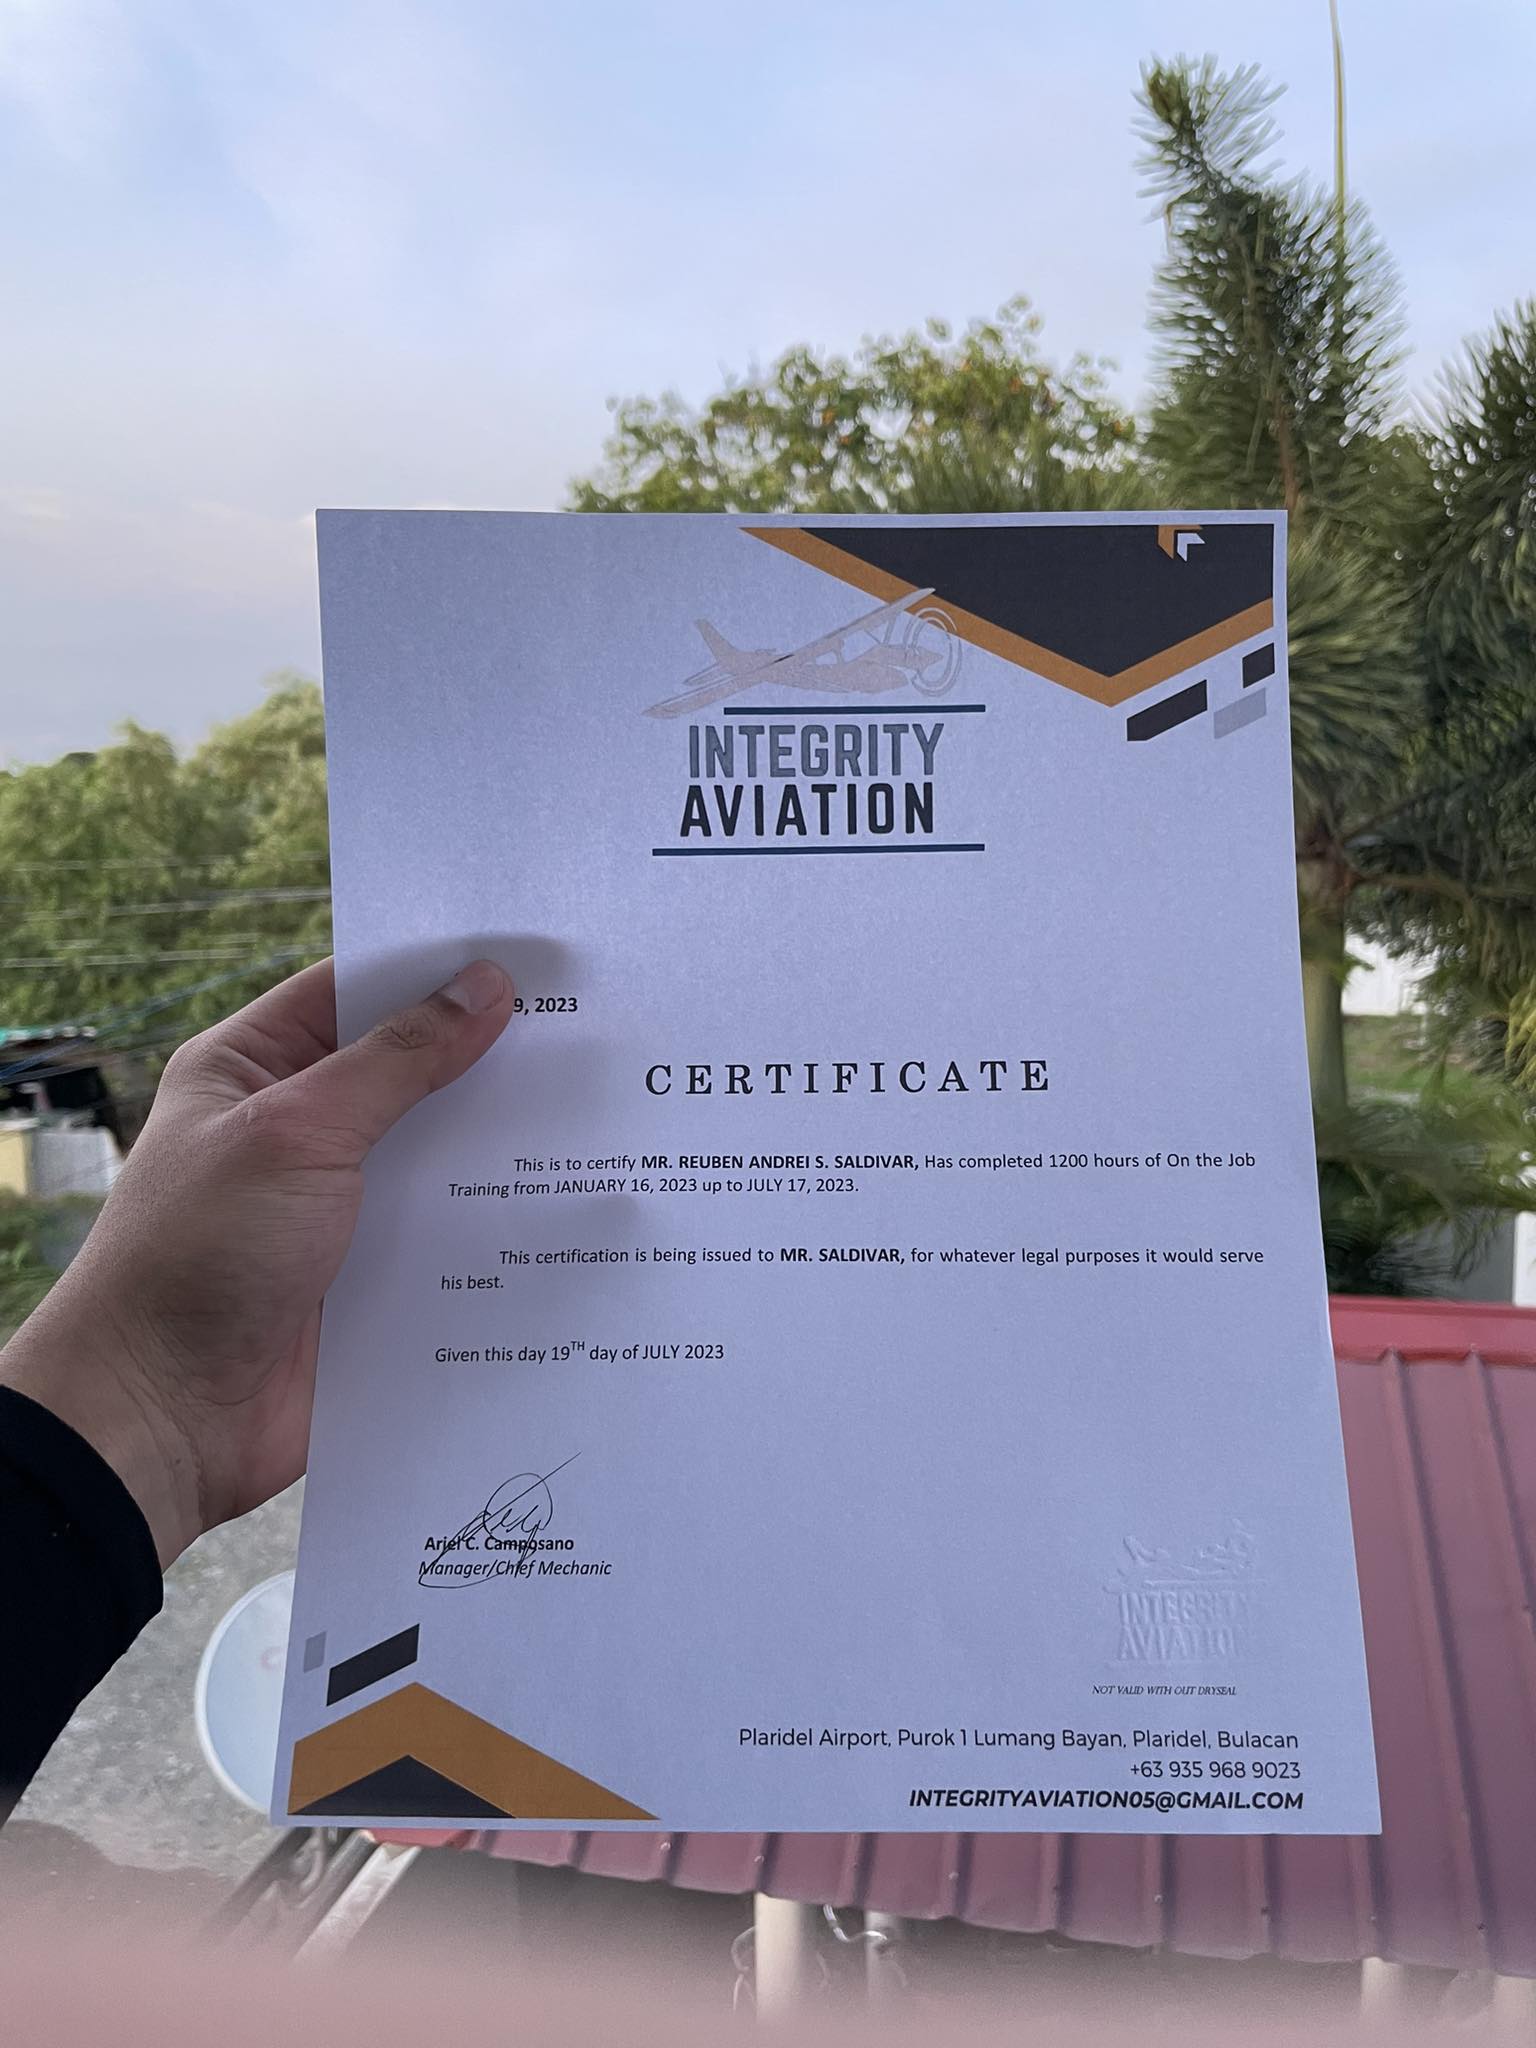 INTEGRITY
AVIATION
9, 2023
CERTIFICATE
This is to certify MR. REUBEN ANDREI S. SALDIVAR, Has completed 1200 hours of On the Job
Training from JANUARY 16, 2023 up to JULY 17, 2023.
This certification is being issued to MR. SALDIVAR, for whatever legal purposes it would serve
his best.
Given this day 19TH day of JULY 2023
Ariel C. Camposano
Manager/Chief Mechanic
INTEGRITY
AVIATION
NOT VALID WITH OUT DRYSEAL
Plaridel Airport, Purok 1 Lumang Bayan, Plaridel, Bulacan
+63 935 968 9023
INTEGRITYAVIATION05@GMAIL.COM